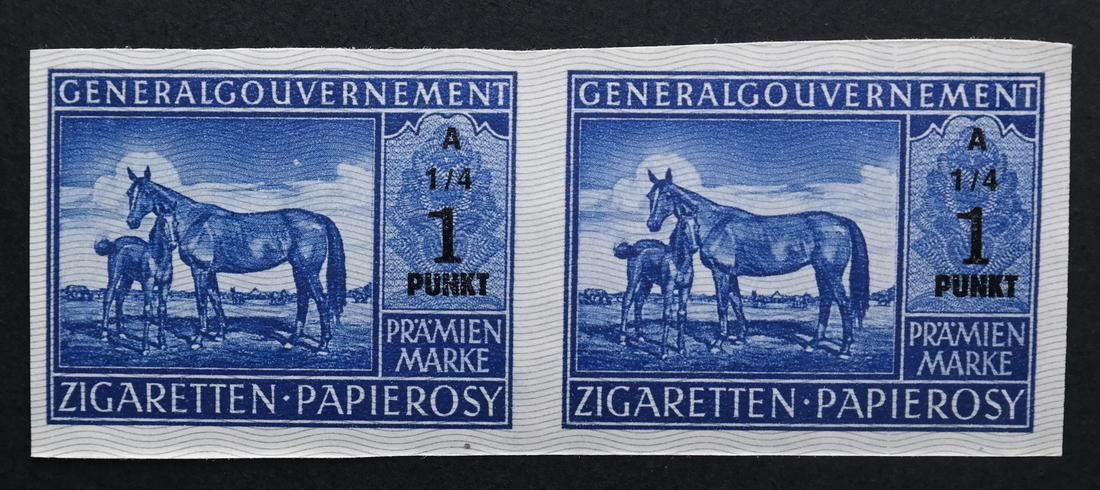 GENERALGOUVERNEMENT
A
1/4
1
PUNKT
PRÄMIEN
MARKE
ZIGARETTEN·PAPIEROSY
GENERALGOUVERNEMENT
A
1/4
1
PUNKT
PRÄMIEN
MARKE
ZIGARETTEN·PAPIEROSY